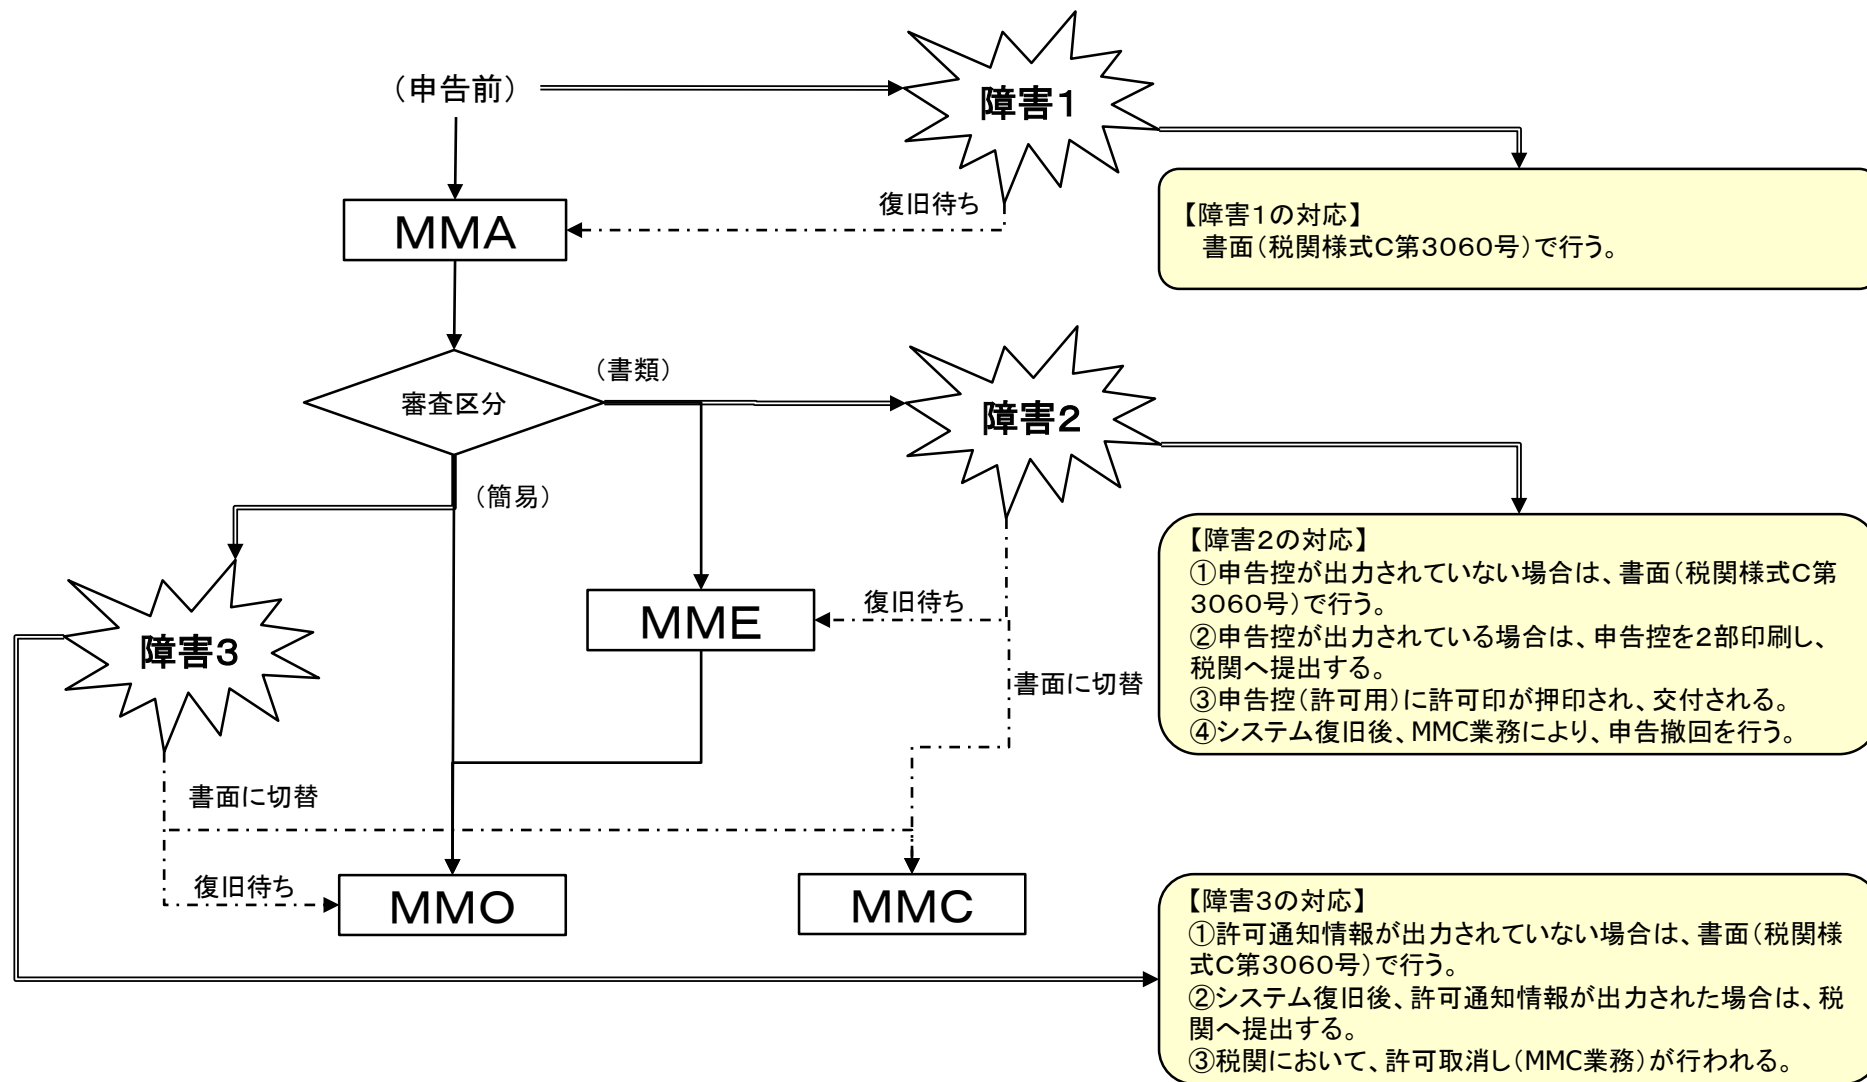 （申告前）
障害１
復旧待ち
MMA
【障害１の対応】
書面（税関様式C第3060号）で行う。
（書類）
審査区分
障害２
（簡易）
【障害２の対応】
①申告控が出力されていない場合は、書面（税関様式C第
3060号）で行う。
②申告控が出力されている場合は、申告控を２部印刷し、
税関へ提出する。
③申告控（許可用）に許可印が押印され、交付される。
④システム復旧後、MMC業務により、申告撤回を行う。
復旧待ち
MME
障害３
書面に切替
書面に切替
復旧待ち
MMO
MMC
【障害３の対応】
①許可通知情報が出力されていない場合は、書面（税関様
式C第3060号）で行う。
②システム復旧後、許可通知情報が出力された場合は、税
関へ提出する。
③税関において、許可取消し（MMC業務）が行われる。